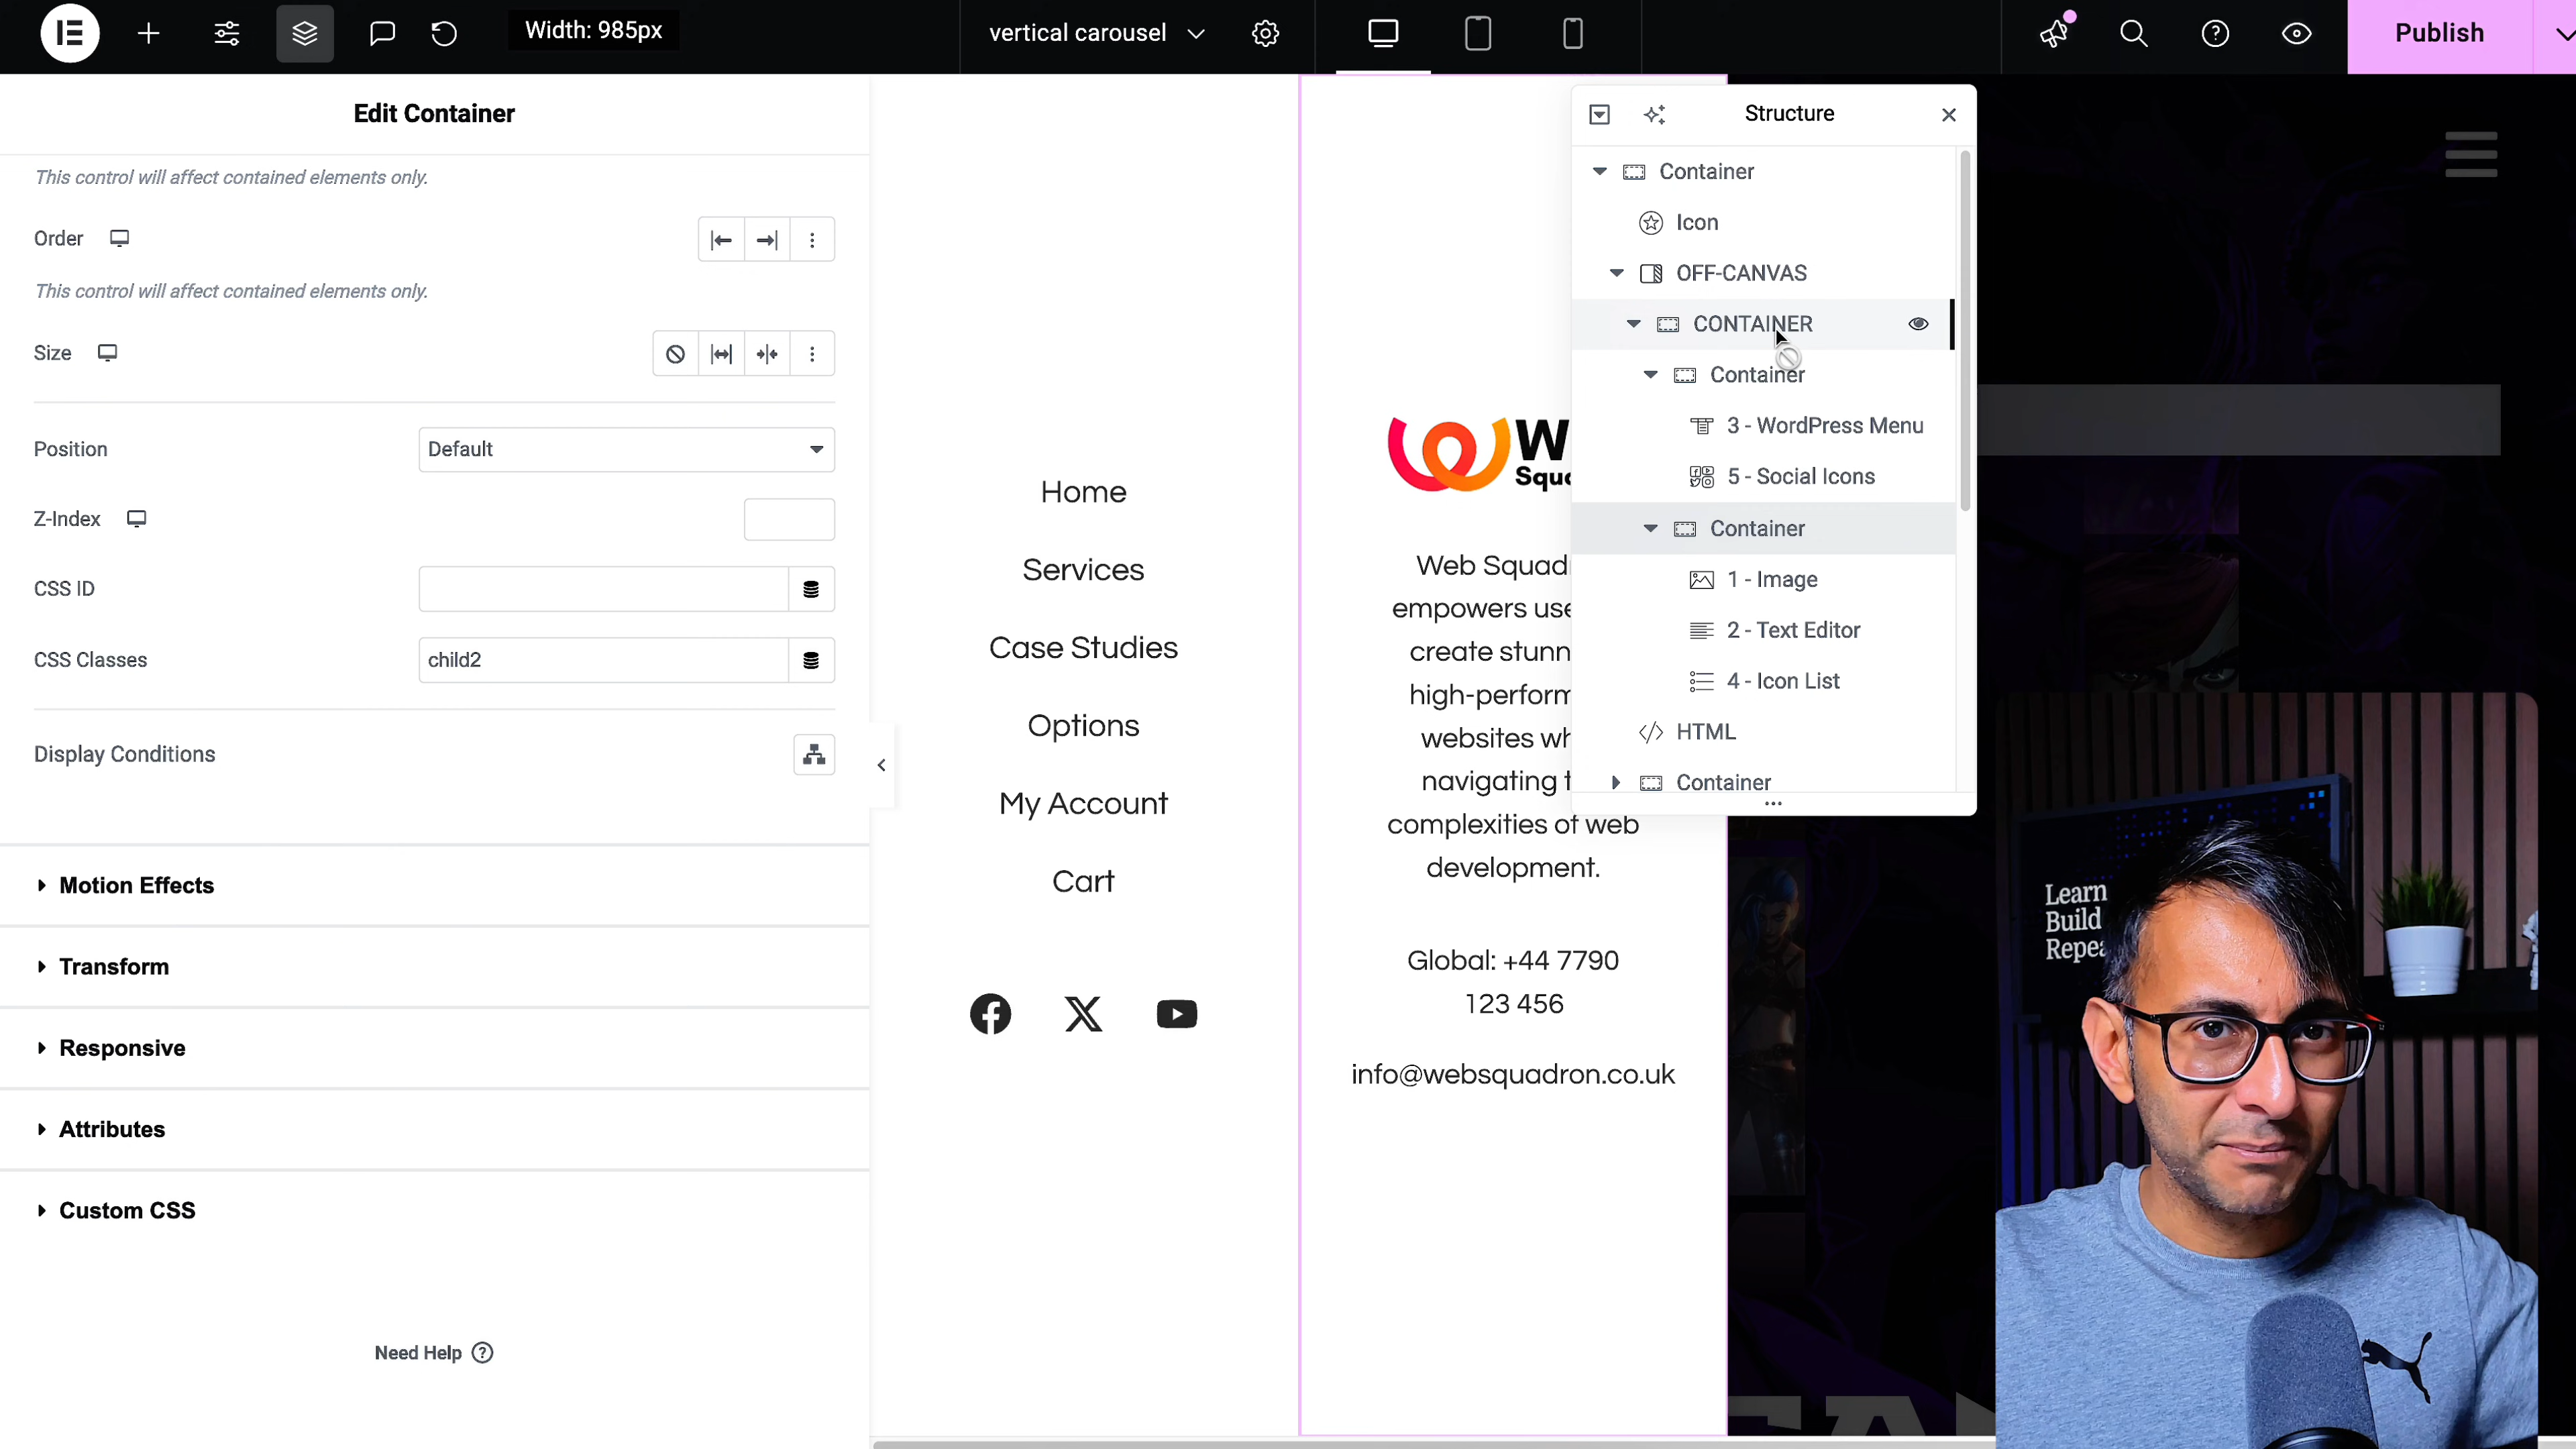 Width: 985px
vertical carousel
Publish
Edit Container
This control will affect contained elements only.
Order
This control will affect contained elements only.
Size
Position
Default
Z-Index
CSS ID
CSS Classes
child2
Display Conditions
Motion Effects
Transform
Responsive
Attributes
Custom CSS
Need Help
Home
Services
Case Studies
Options
My Account
Cart
W
Squ
Web Squad
empowers use
create stunn
high-perform
websites wh
navigating t
complexities of web
development.
Global: +44 7790
123 456
info@websquadron.co.uk
Structure
Container
Icon
OFF-CANVAS
CONTAINER
Container
3 - WordPress Menu
5 - Social Icons
Container
1 - Image
2 - Text Editor
4 - Icon List
HTML
Container
Learn
Build
Repea